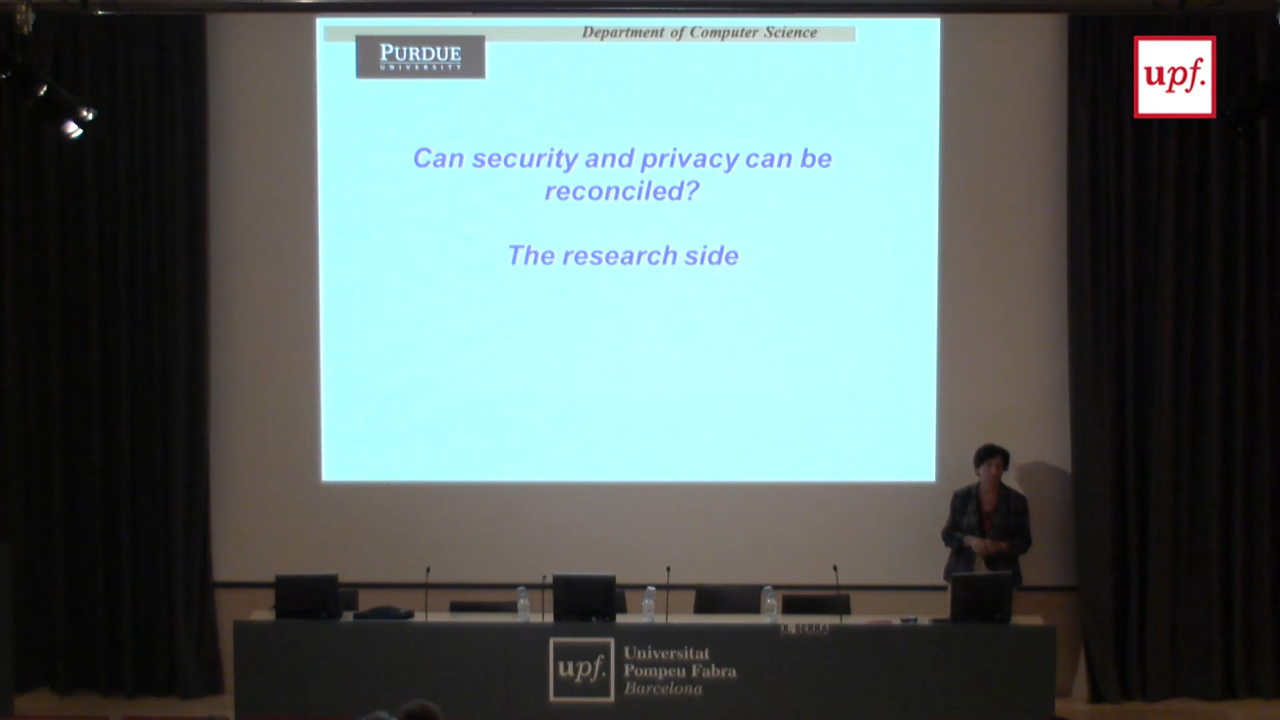 Department of Computer Science
PURDUE
UNIVERSITY
upf.
Can security and privacy can be
reconciled?
The research side
X. SERRA
upf.
Universitat
Pompeu Fabra
Barcelona